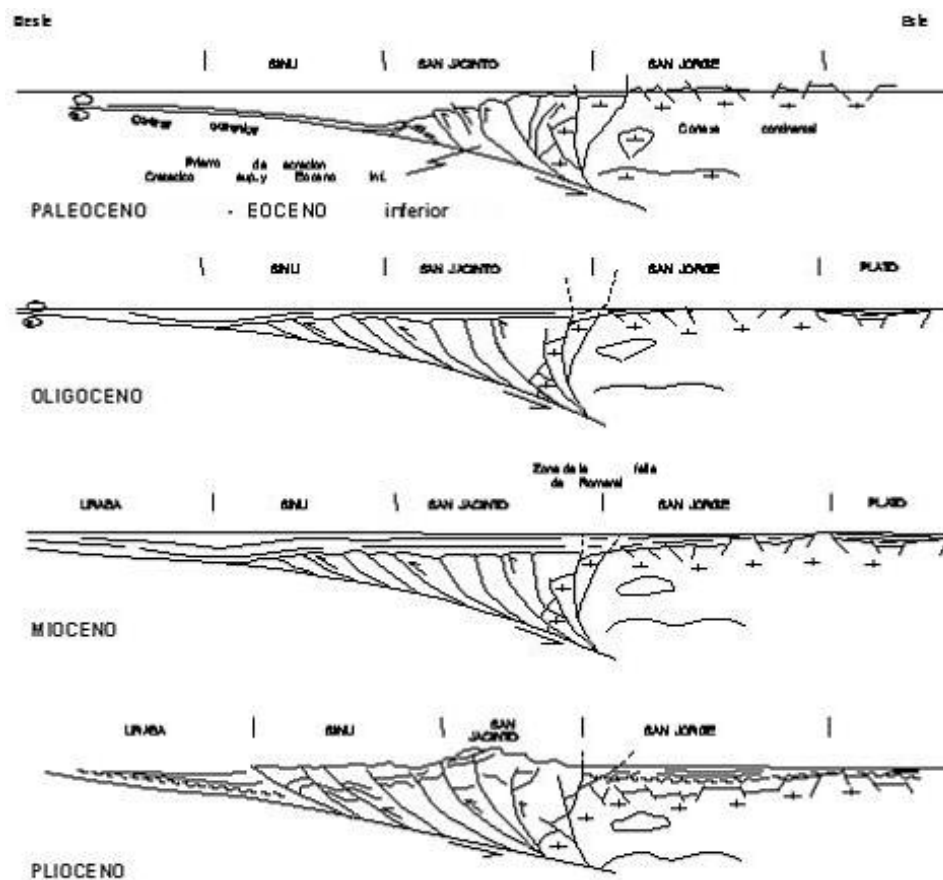 Oeste Este
SINU SAN JACINTO SAN JORGE
Corteza oceanica Corteza continental
Prisma de acrecion
Cretacico sup. y Eoceno Inf.
PALEOCENO - EOCENO inferior
SINU SAN JACINTO SAN JORGE PLATO
OLIGOCENO
Zona de la falla
de Romeral
URABA SINU SAN JACINTO SAN JORGE PLATO
MIOCENO
URABA SINU SAN JACINTO SAN JORGE
PLIOCENO